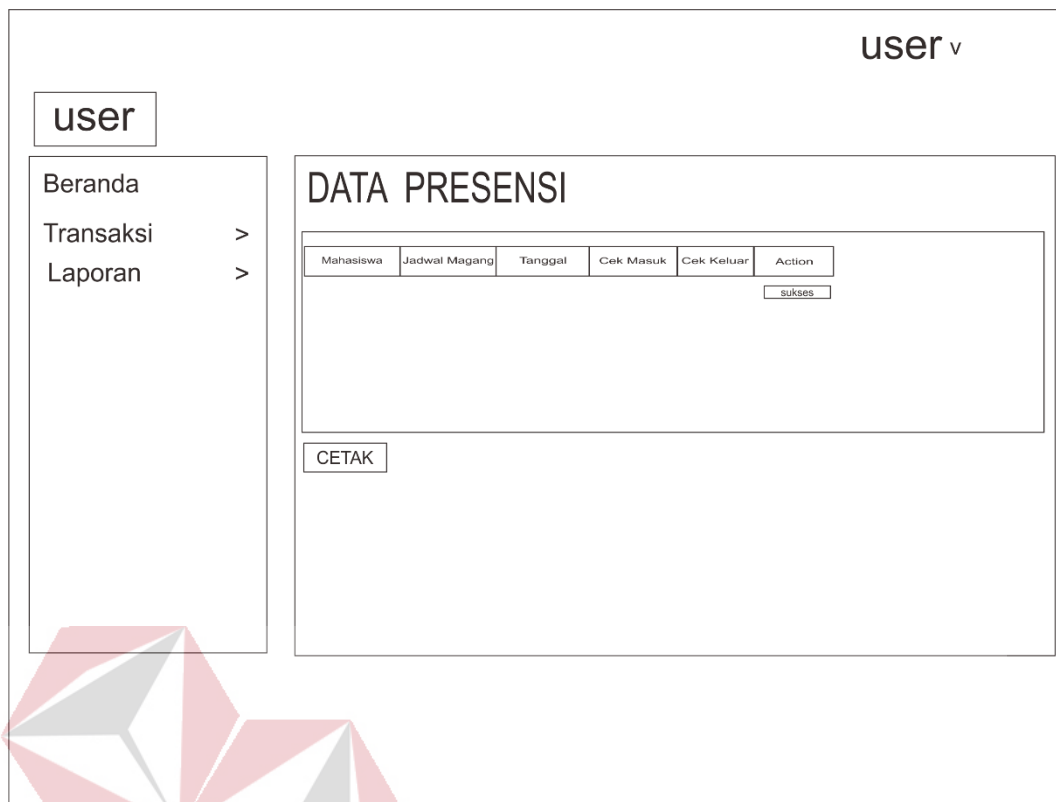 user v
user
Beranda
Transaksi >
Laporan >
DATA PRESENSI
Mahasiswa Jadwal Magang Tanggal Cek Masuk Cek Keluar Action
sukses
CETAK